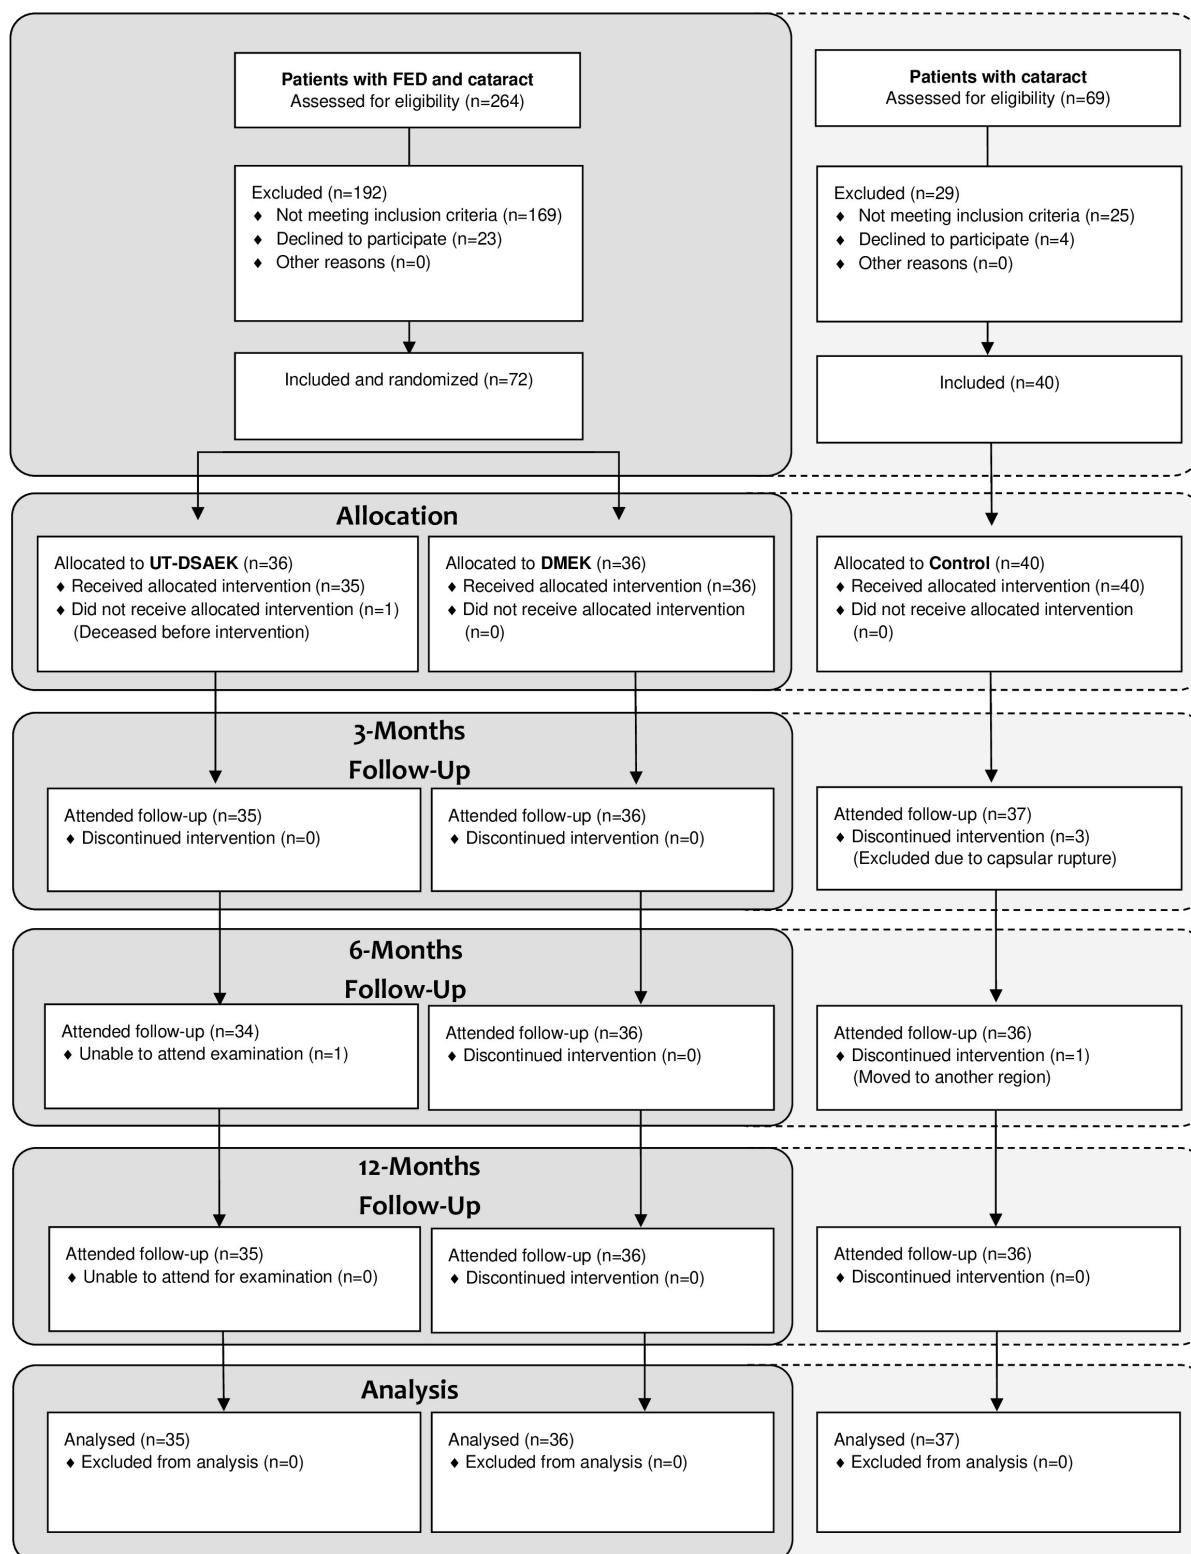 Patients with FED and cataract
Assessed for eligibility (n=264)
Patients with cataract
Assessed for eligibility (n=69)
Excluded (n=192)
♦ Not meeting inclusion criteria (n=169)
♦ Declined to participate (n=23)
♦ Other reasons (n=0)
Excluded (n=29)
♦ Not meeting inclusion criteria (n=25)
♦ Declined to participate (n=4)
♦ Other reasons (n=0)
Included and randomized (n=72)
Included (n=40)
Allocation
Allocated to UT-DSAEK (n=36)
♦ Received allocated intervention (n=35)
♦ Did not receive allocated intervention (n=1)
(Deceased before intervention)
Allocated to DMEK (n=36)
♦ Received allocated intervention (n=36)
♦ Did not receive allocated intervention
(n=0)
Allocated to Control (n=40)
♦ Received allocated intervention (n=40)
♦ Did not receive allocated intervention
(n=0)
3-Months
Follow-Up
Attended follow-up (n=35)
♦ Discontinued intervention (n=0)
Attended follow-up (n=36)
♦ Discontinued intervention (n=0)
Attended follow-up (n=37)
♦ Discontinued intervention (n=3)
(Excluded due to capsular rupture)
6-Months
Follow-Up
Attended follow-up (n=34)
♦ Unable to attend examination (n=1)
Attended follow-up (n=36)
♦ Discontinued intervention (n=0)
Attended follow-up (n=36)
♦ Discontinued intervention (n=1)
(Moved to another region)
12-Months
Follow-Up
Attended follow-up (n=35)
♦ Unable to attend for examination (n=0)
Attended follow-up (n=36)
♦ Discontinued intervention (n=0)
Attended follow-up (n=36)
♦ Discontinued intervention (n=0)
Analysis
Analysed (n=35)
♦ Excluded from analysis (n=0)
Analysed (n=36)
♦ Excluded from analysis (n=0)
Analysed (n=37)
♦ Excluded from analysis (n=0)